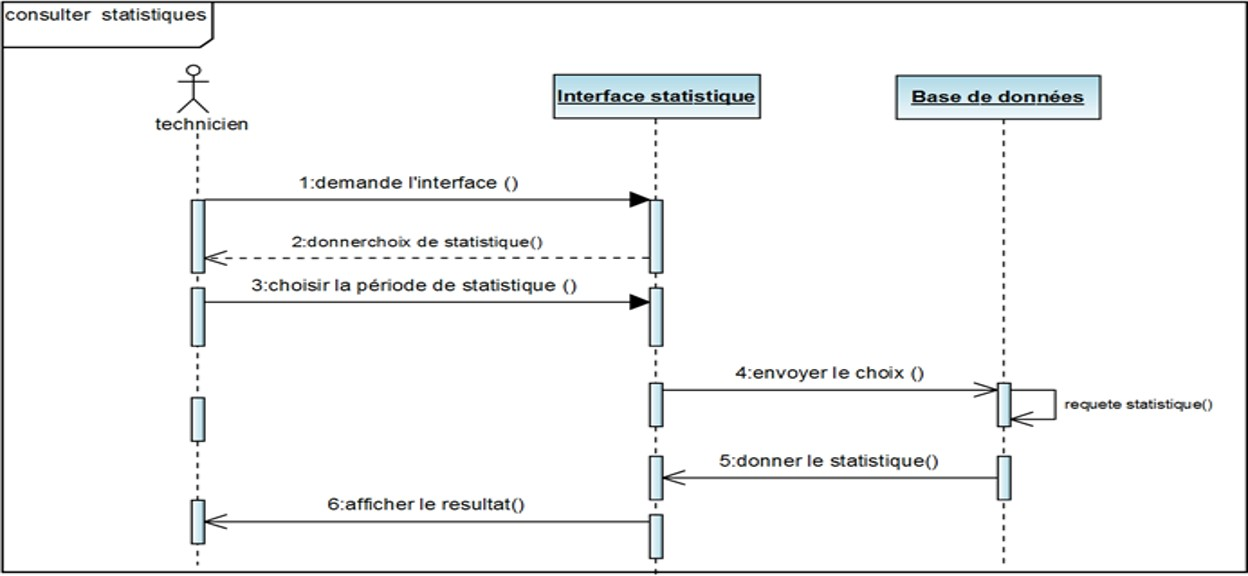 consulter statistiques
technicien
Interface statistique
Base de données
1:demande l'interface ()
2:donnerchoix de statistique()
3:choisir la période de statistique ()
4:envoyer le choix ()
requete statistique()
5:donner le statistique()
6:afficher le resultat()